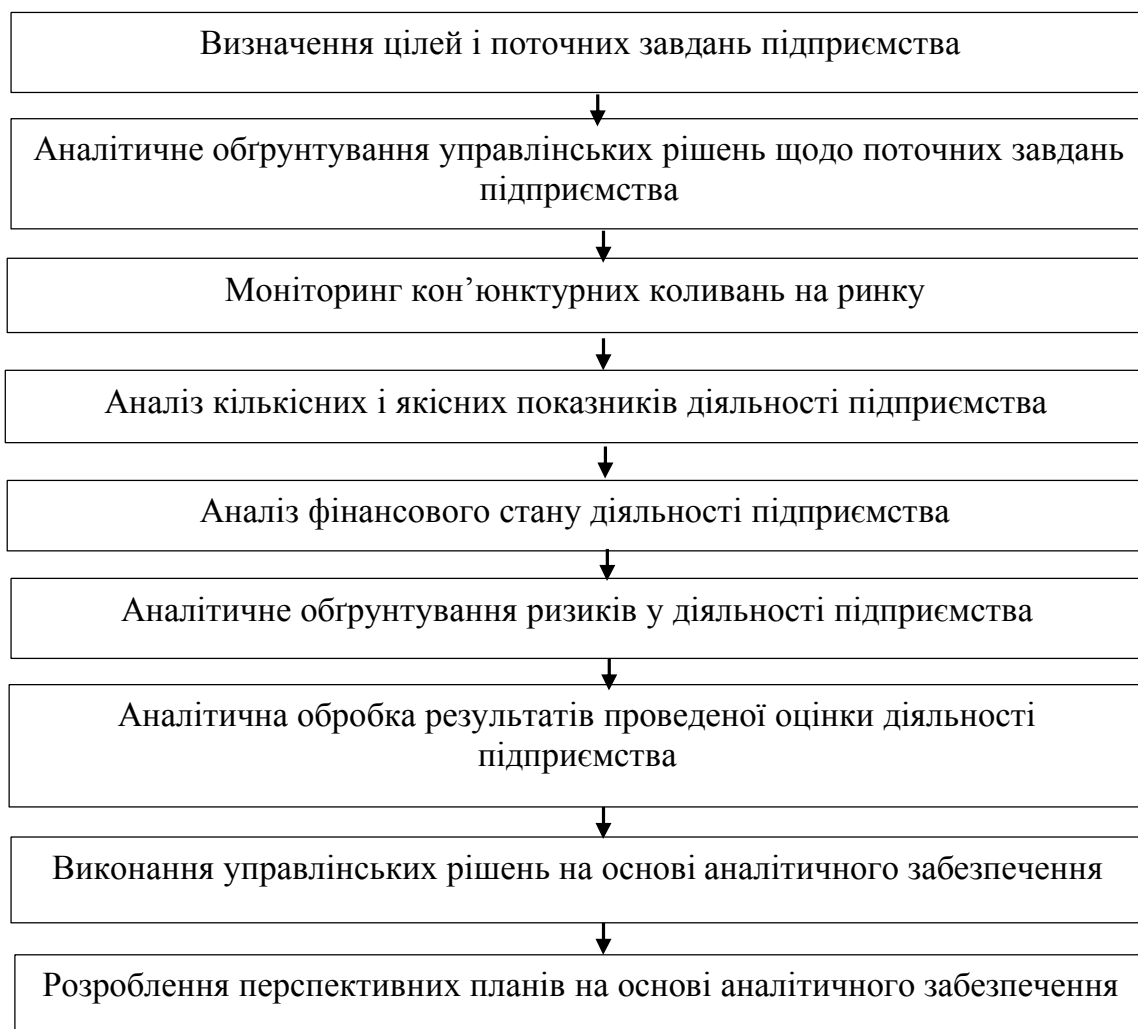 Визначення цілей і поточних завдань підприємства
Аналітичне обґрунтування управлінських рішень щодо поточних завдань
підприємства
Моніторинг кон’юнктурних коливань на ринку
Аналіз кількісних і якісних показників діяльності підприємства
Аналіз фінансового стану діяльності підприємства
Аналітичне обґрунтування ризиків у діяльності підприємства
Аналітична обробка результатів проведеної оцінки діяльності
підприємства
Виконання управлінських рішень на основі аналітичного забезпечення
Розроблення перспективних планів на основі аналітичного забезпечення